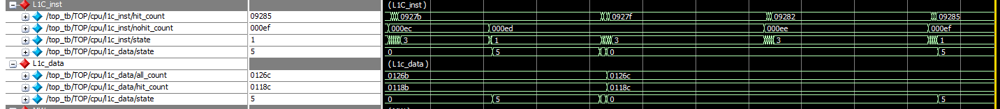 L1C_inst (L1C_inst)
/top_tb/TOP/cpu/l1c_inst/hit_count 09285 0927b 0927f 09282 09285
/top_tb/TOP/cpu/l1c_inst/nohit_count 000ef 000ec 000ed 000ee 000ef
/top_tb/TOP/cpu/l1c_inst/state 1 3 1 3 3 1
/top_tb/TOP/cpu/l1c_data/state 5 0 5 0 5
L1c_data (L1c_data)
/top_tb/TOP/cpu/l1c_data/all_count 0126c 0126b 0126c
/top_tb/TOP/cpu/l1c_data/hit_count 0118c 0118b 0118c
/top_tb/TOP/cpu/l1c_data/state 5 0 5 0 5